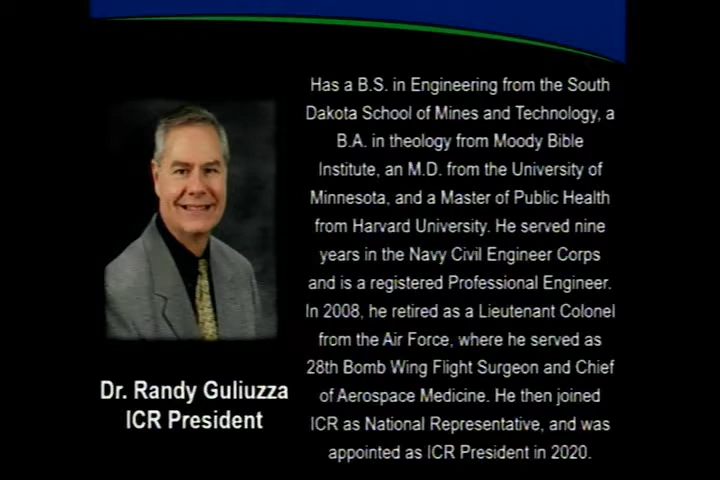 Has a B.S. in Engineering from the South
Dakota School of Mines and Technology, a
B.A. in theology from Moody Bible
Institute, an M.D. from the University of
Minnesota, and a Master of Public Health
from Harvard University. He served nine
years in the Navy Civil Engineer Corps
and is a registered Professional Engineer.
In 2008, he retired as a Lieutenant Colonel
from the Air Force, where he served as
28th Bomb Wing Flight Surgeon and Chief
of Aerospace Medicine. He then joined
ICR as National Representative, and was
appointed as ICR President in 2020.
Dr. Randy Guliuzza
ICR President